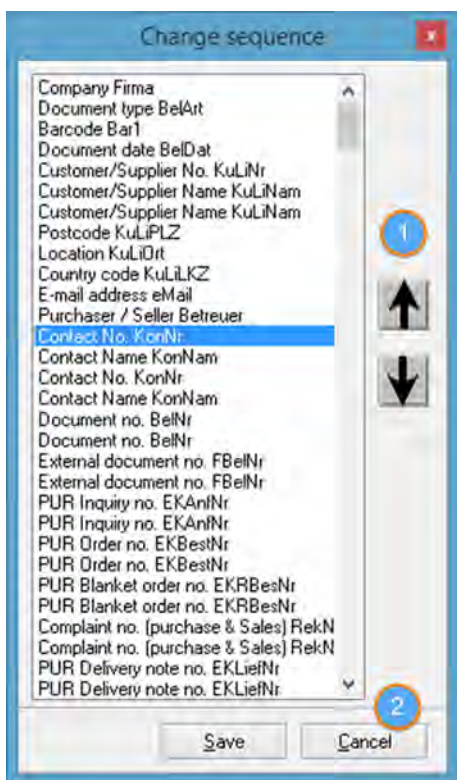 Change sequence
x
Company Firma
Document type BelArt
Barcode Bar1
Document date BelDat
Customer/Supplier No. KuLiNr
Customer/Supplier Name KuLiNam
Customer/Supplier Name KuLiNam
Postcode KuLiPLZ
Location KuLiOrt
Country code KuLiLKZ
E-mail address eMail
Purchaser / Seller Betreuer
Contact No. KonNr
Contact Name KonNam
Contact No. KonNr
Contact Name KonNam
Document no. BelNr
Document no. BelNr
External document no. FBelNr
External document no. FBelNr
PUR Inquiry no. EKAnfNr
PUR Inquiry no. EKAnfNr
PUR Order no. EKBestNr
PUR Order no. EKBestNr
PUR Blanket order no. EKRBesNr
PUR Blanket order no. EKRBesNr
Complaint no. (purchase & Sales) RekN
Complaint no. (purchase & Sales) RekN
PUR Delivery note no. EKLiefNr
PUR Delivery note no. EKLiefNr
1
2
Save
Cancel